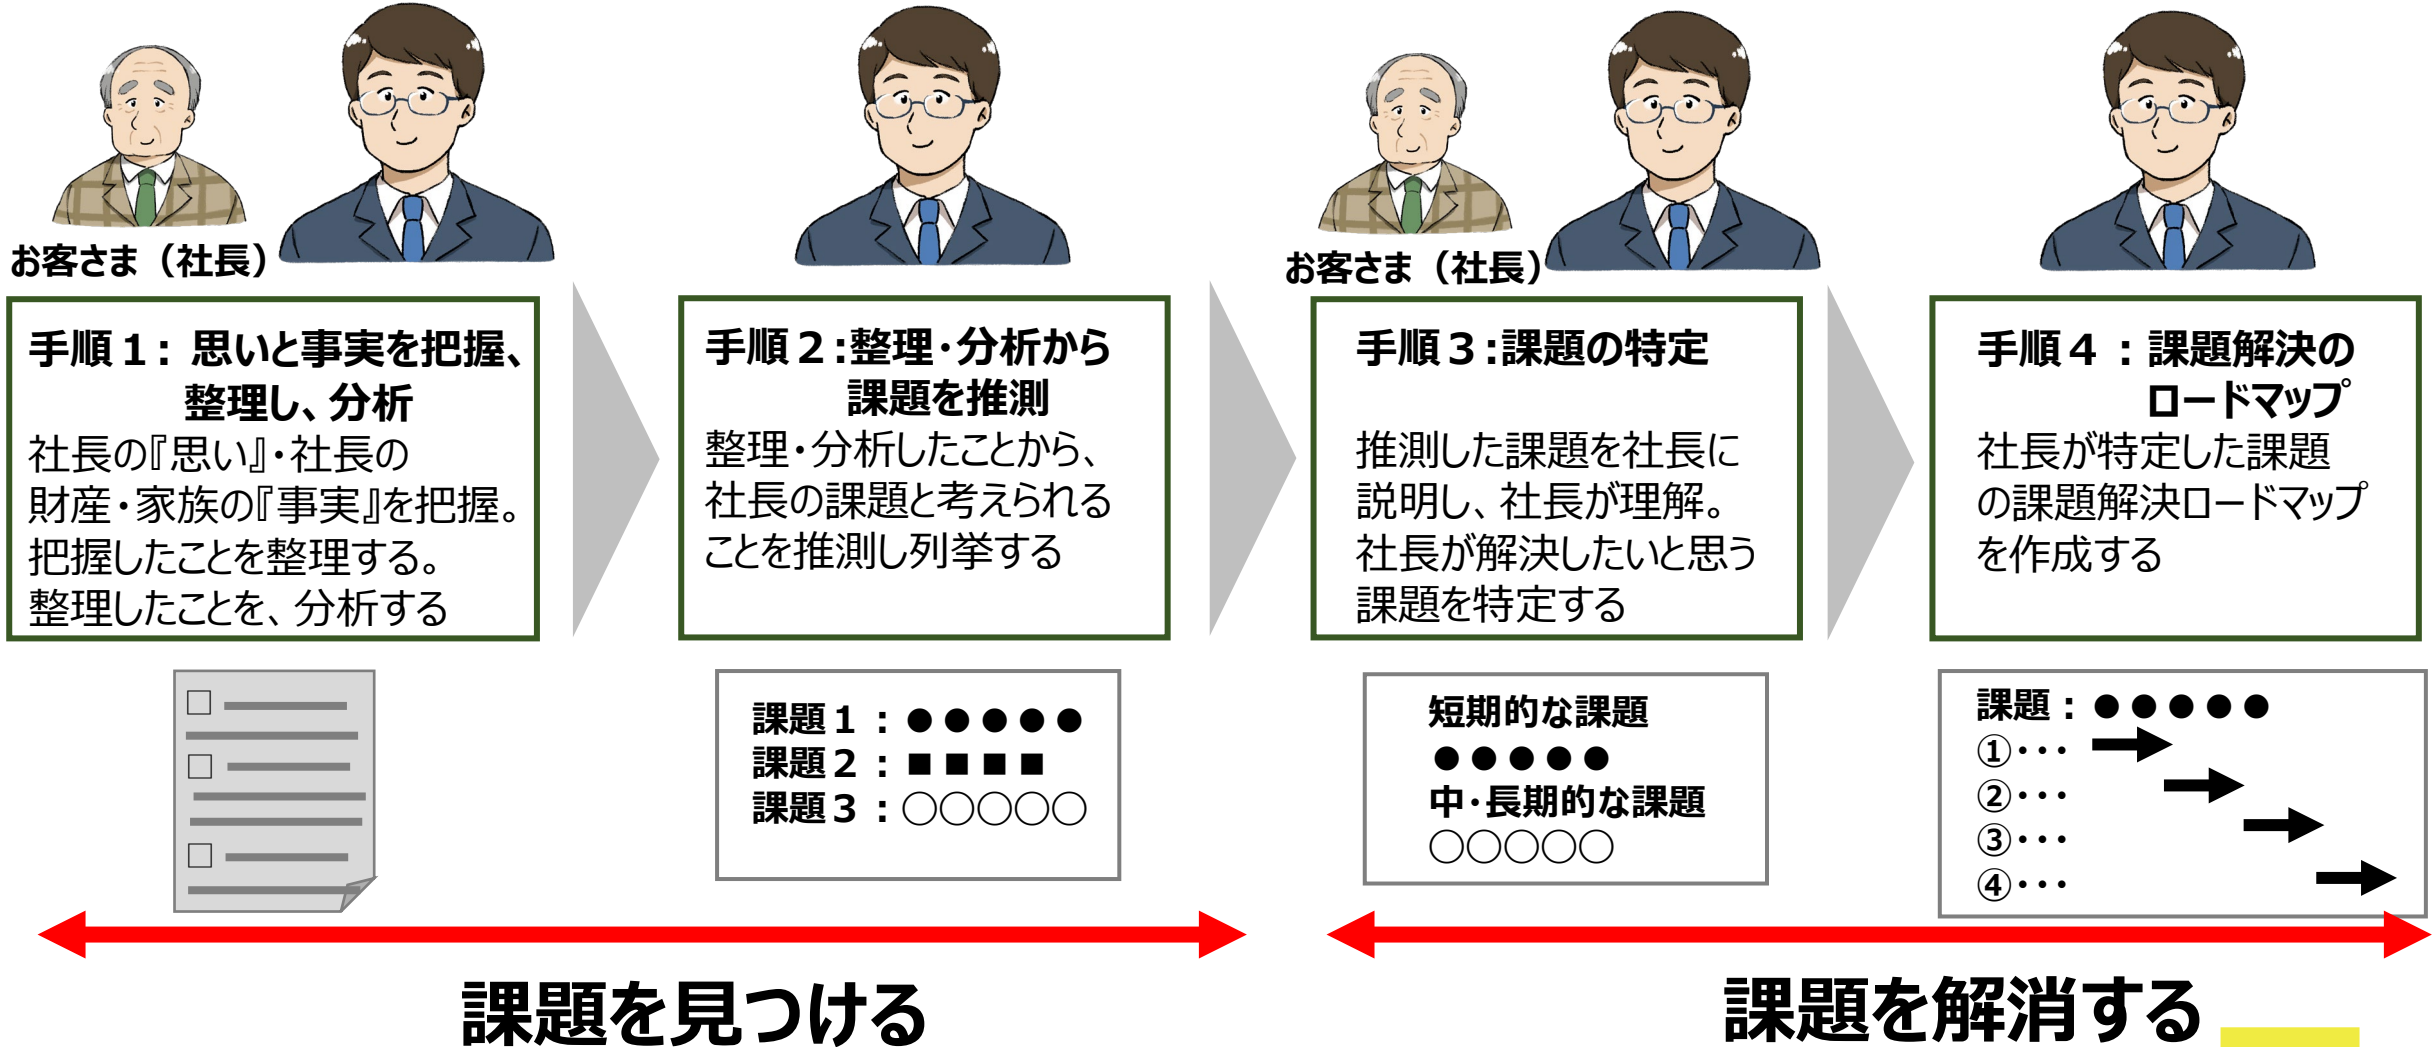 お客さま（社長）
手順１：思いと事実を把握、
整理し、分析
社長の『思い』・社長の
財産・家族の『事実』を把握。
把握したことを整理する。
整理したことを、分析する
手順２：整理・分析から
課題を推測
整理・分析したことから、
社長の課題と考えられる
ことを推測し列挙する
課題１：●●●●●
課題２：■■■■
課題３：○○○○○
お客さま（社長）
手順３：課題の特定
推測した課題を社長に
説明し、社長が理解。
社長が解決したいと思う
課題を特定する
短期的な課題
●●●●●
中・長期的な課題
○○○○○
手順４：課題解決の
ロードマップ
社長が特定した課題
の課題解決ロードマップ
を作成する
課題：●●●●●
①・・・
②・・・
③・・・
④・・・
課題を見つける
課題を解消する